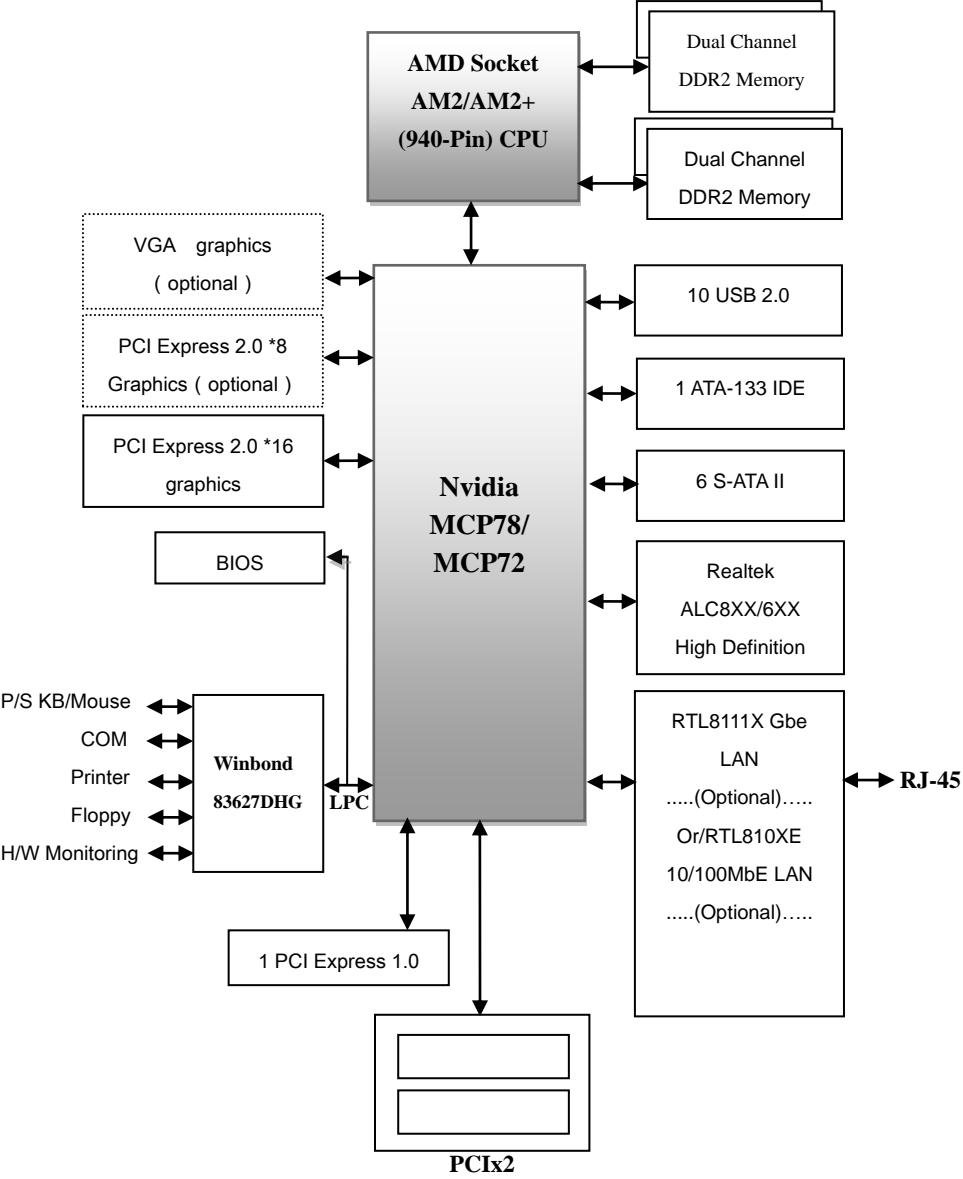 AMD Socket
AM2/AM2+
(940-Pin) CPU
Dual Channel
DDR2 Memory
Dual Channel
DDR2 Memory
VGA graphics
( optional )
PCI Express 2.0 *8
Graphics ( optional )
PCI Express 2.0 *16
graphics
BIOS
Nvidia
MCP78/
MCP72
10 USB 2.0
1 ATA-133 IDE
6 S-ATA II
Realtek
ALC8XX/6XX
High Definition
P/S KB/Mouse
COM
Printer
Floppy
H/W Monitoring
Winbond
83627DHG
LPC
RTL8111X Gbe
LAN
.....(Optional)…..
Or/RTL810XE
10/100MbE LAN
.....(Optional)…..
RJ-45
1 PCI Express 1.0
PCIx2